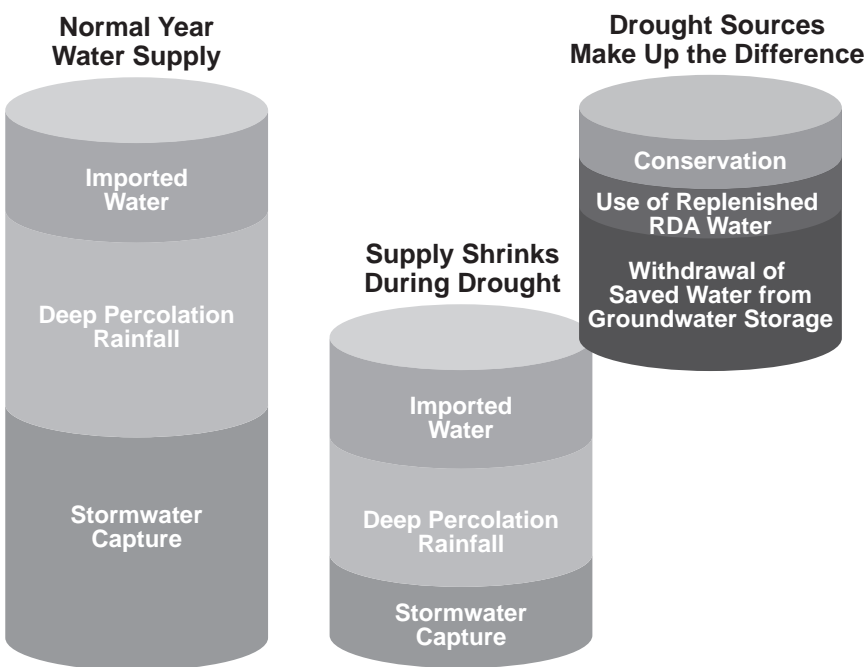 Normal Year
Water Supply
Imported
Water
Deep Percolation
Rainfall
Stormwater
Capture
Supply Shrinks
During Drought
Imported
Water
Deep Percolation
Rainfall
Stormwater
Capture
Drought Sources
Make Up the Difference
Conservation
Use of Replenished
RDA Water
Withdrawal of
Saved Water from
Groundwater Storage